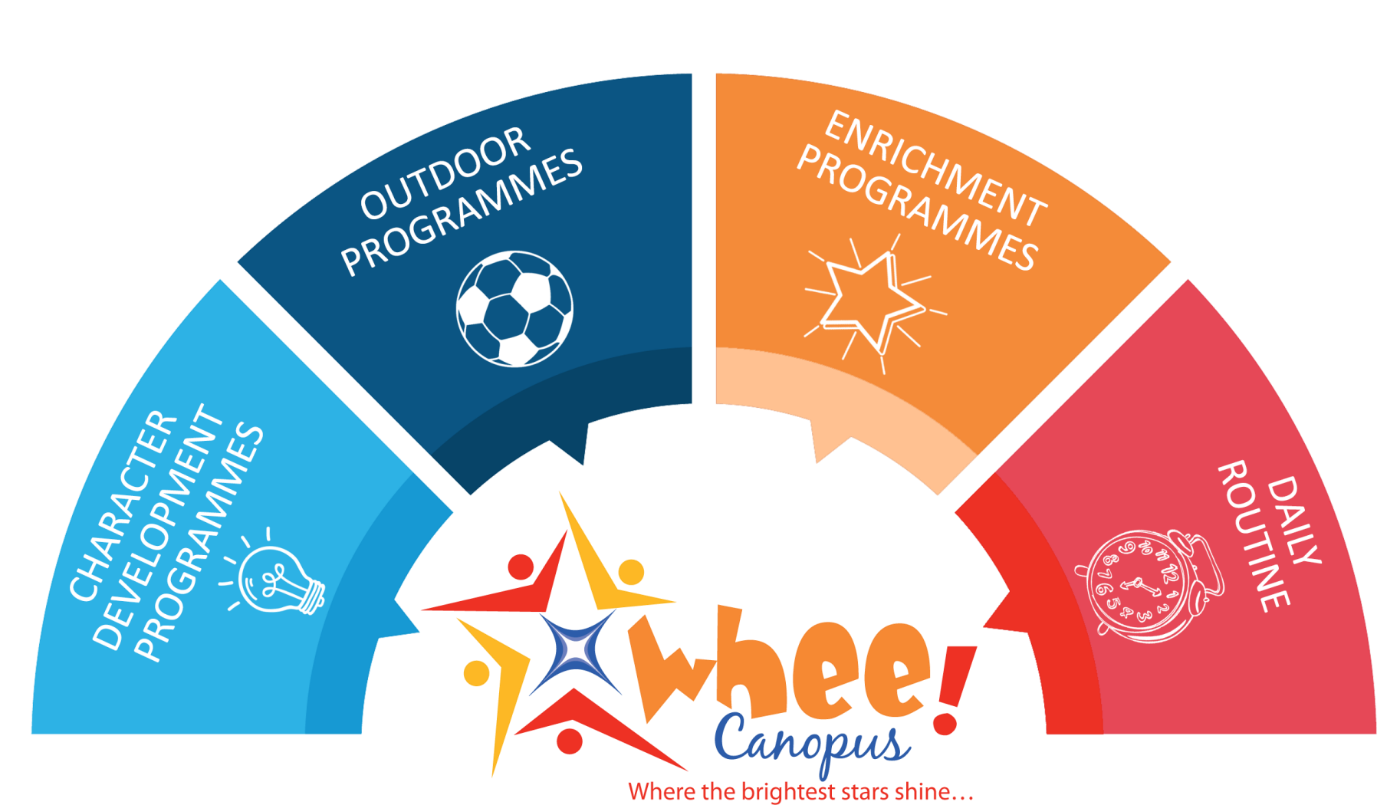 CHARACTER
DEVELOPMENT
PROGRAMMES
OUTDOOR
PROGRAMMES
ENRICHMENT
PROGRAMMES
DAILY
ROUTINE
12
1
2
3
4
5
6
7
8
9
10
11
whee!
Canopus
Where the brightest stars shine...